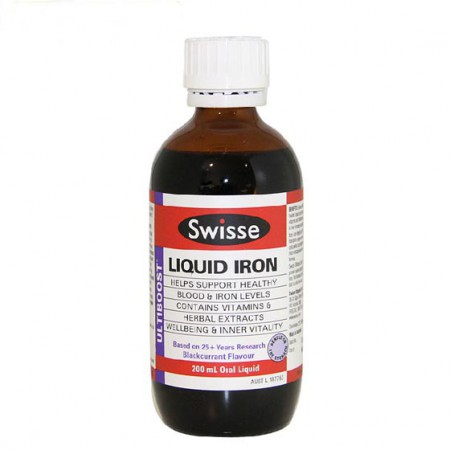 Swisse
ULTIBOOST
LIQUID IRON
HELPS SUPPORT HEALTHY
BLOOD & IRON LEVELS
CONTAINS VITAMINS &
HERBAL EXTRACTS
WELLBEING & INNER VITALITY
Based on 25+ Years Research
Blackcurrant Flavour
200 mL Oral Liquid